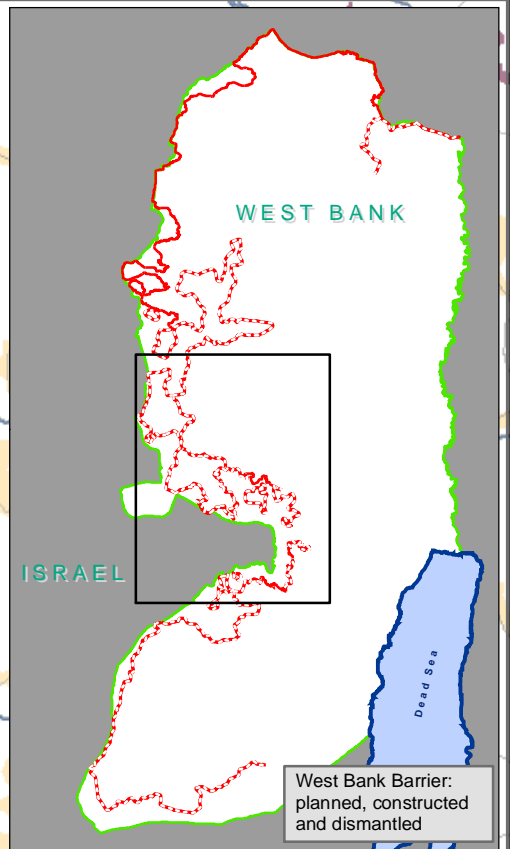 WEST BANK
ISRAEL
Dead Sea
West Bank Barrier:
planned, constructed
and dismantled